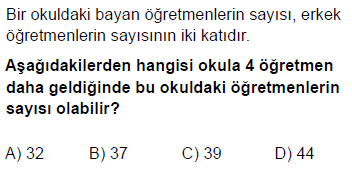 Bir okuldaki bayan öğretmenlerin sayısı, erkek
öğretmenlerin sayısının iki katıdır.
Aşağıdakilerden hangisi okula 4 öğretmen
daha geldiğinde bu okuldaki öğretmenlerin
sayısı olabilir?
A) 32 B) 37 C) 39 D) 44